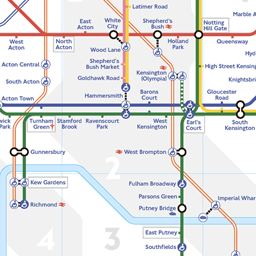 Latimer Road
White
City
East
Acton
Shepherd's
Bush
Notting
Hill Gate
Marble A
West
Acton
North
Acton
Wood Lane
Holland
Park
Queensway
Shepherd's
Bush Market
Acton Central
Kensington
(Olympia)
High Street Kensin
Goldhawk Road
South Acton
Knightsbri
Hammersmith
Barons
Court
Gloucester
Road
Acton Town
wick
Park
Turnham
Green
Stamford
Brook
Ravenscourt
Park
West
Kensington
Earl's
Court
South
Kensington
Gunnersbury
West Brompton
Kew Gardens
Fulham Broadway
Richmond
Parsons Green
Imperial Whar
Putney Bridge
4
3
2
East Putney
Southfields